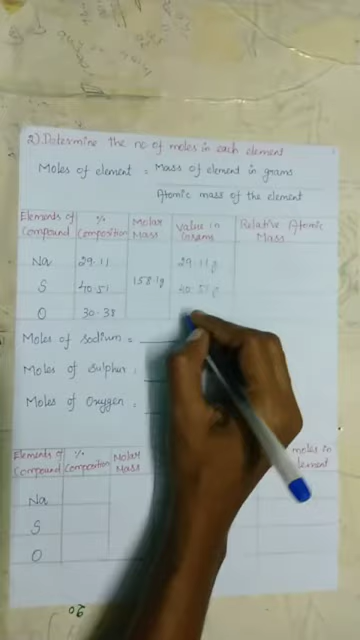 2) Determine the no of moles in each element
Moles of element = Mass of element in grams
Atomic mass of the element
Elements of Compound % Composition Molar Mass Value in Grams Relative Atomic Mass
Na 29.11 29.11g
S 40.51 158.1g 40.51g
O 30.38
Moles of Sodium =
Moles of Sulphur =
Moles of Oxygen =
Elements of Compound % Composition Molar Mass moles in
Na
S
O
20